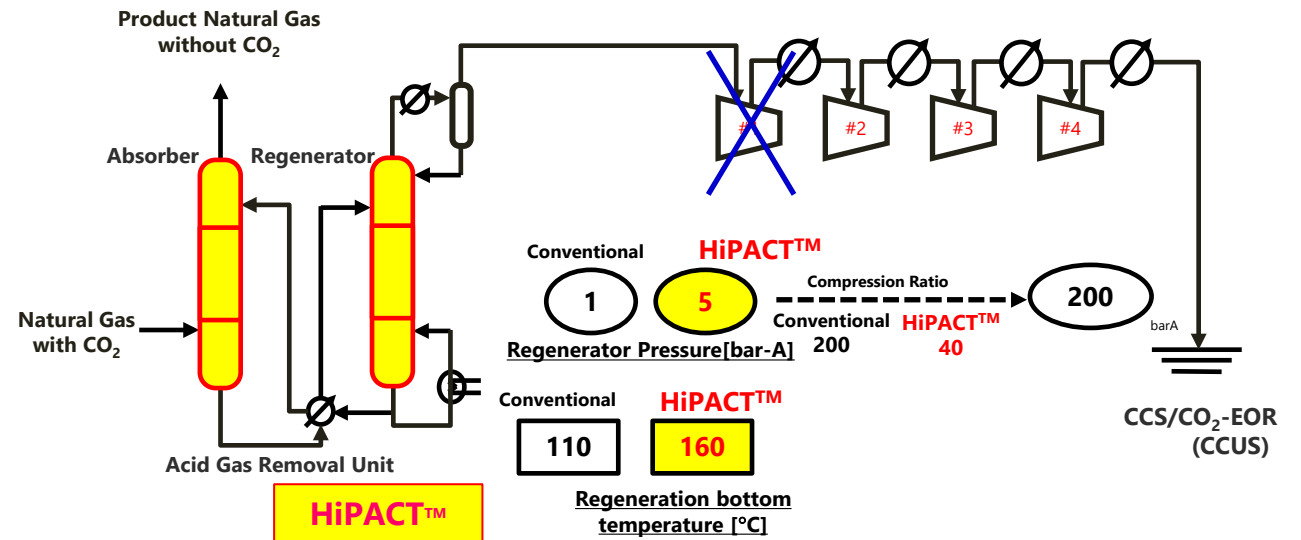 Product Natural Gas
without CO₂
Absorber
Regenerator
#2
#3
#4
Natural Gas
with CO₂
Conventional
HiPACT™
1
5
Compression Ratio
Conventional
200
HiPACT™
40
200
barA
Regenerator Pressure[bar-A]
Conventional
HiPACT™
110
160
Regeneration bottom
temperature [°C]
Acid Gas Removal Unit
HiPACT™
CCS/CO₂-EOR
(CCUS)